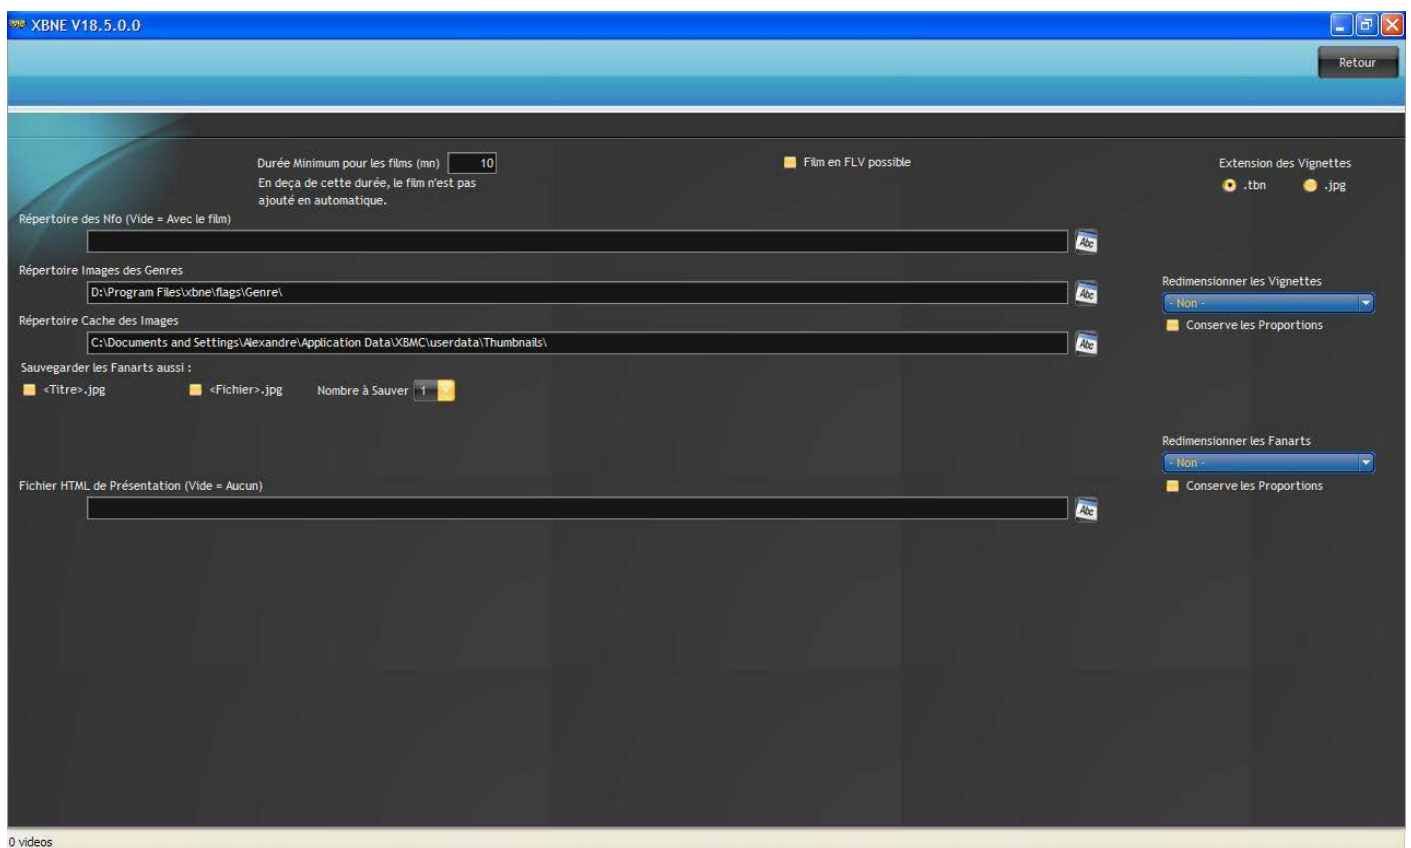 XBNE V18.5.0.0
Retour
Durée Minimum pour les films (mn) 10
En deça de cette durée, le film n'est pas
ajouté en automatique.
Film en FLV possible
Extension des Vignettes
.tbn .jpg
Répertoire des Nfo (Vide = Avec le film)
Abc
Répertoire Images des Genres
D:\Program Files\xbne\flags\Genre\
Abc
Redimensionner les Vignettes
- Non -
Conserve les Proportions
Répertoire Cache des Images
C:\Documents and Settings\Alexandre\Application Data\XBMC\userdata\Thumbnails\
Abc
Sauvegarder les Fanarts aussi :
<Titre>.jpg <Fichier>.jpg Nombre à Sauver 1
Redimensionner les Fanarts
- Non -
Conserve les Proportions
Fichier HTML de Présentation (Vide = Aucun)
Abc
0 videos